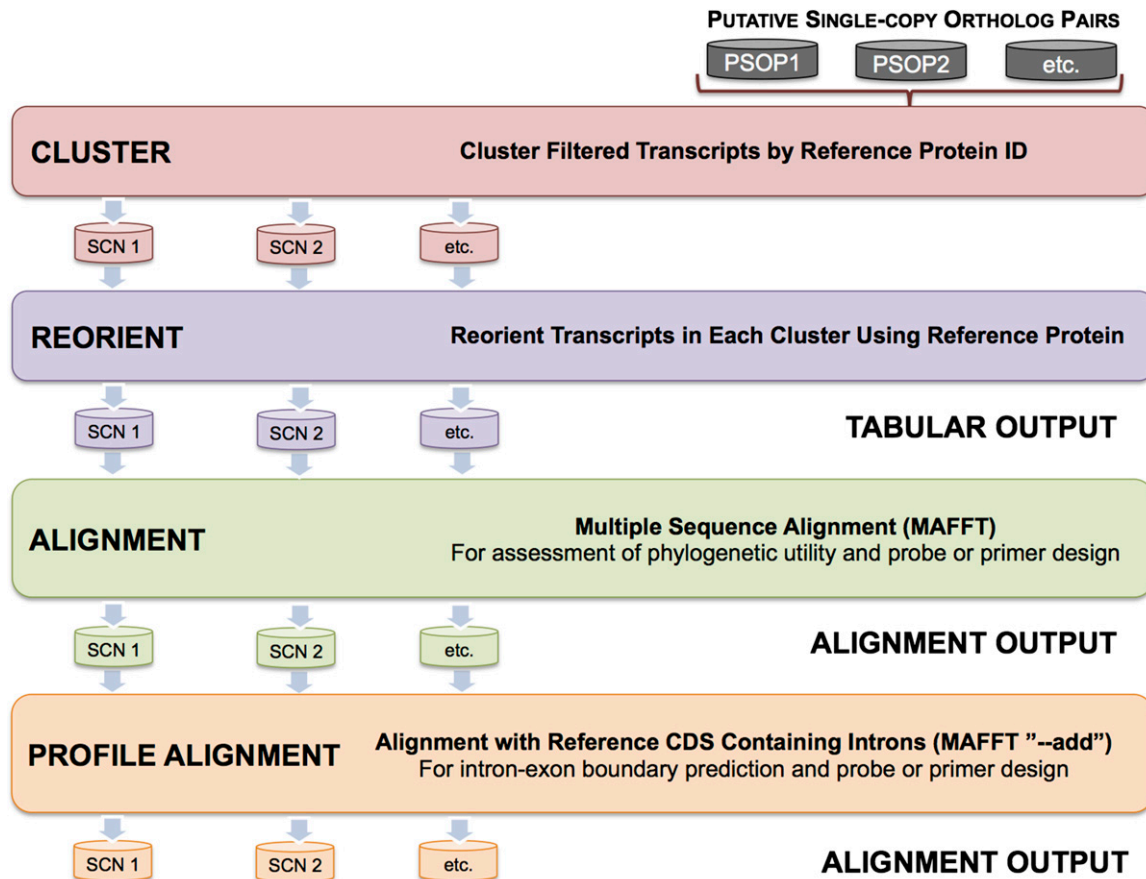 PUTATIVE SINGLE-COPY ORTHOLOG PAIRS
PSOP1 PSOP2 etc.
CLUSTER Cluster Filtered Transcripts by Reference Protein ID
SCN 1 SCN 2 etc.
REORIENT Reorient Transcripts in Each Cluster Using Reference Protein
SCN 1 SCN 2 etc. TABULAR OUTPUT
ALIGNMENT Multiple Sequence Alignment (MAFFT)
For assessment of phylogenetic utility and probe or primer design
SCN 1 SCN 2 etc. ALIGNMENT OUTPUT
PROFILE ALIGNMENT Alignment with Reference CDS Containing Introns (MAFFT ”--add”)
For intron-exon boundary prediction and probe or primer design
SCN 1 SCN 2 etc. ALIGNMENT OUTPUT